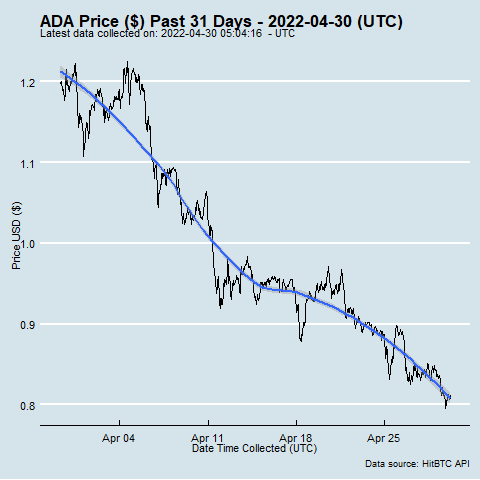 ADA Price ($) Past 31 Days - 2022-04-30 (UTC)
Latest data collected on: 2022-04-30 05:04:16 - UTC
1.2
1.1
1.0
0.9
0.8
Price USD ($)
Apr 04
Apr 11
Apr 18
Apr 25
Date Time Collected (UTC)
Data source: HitBTC API